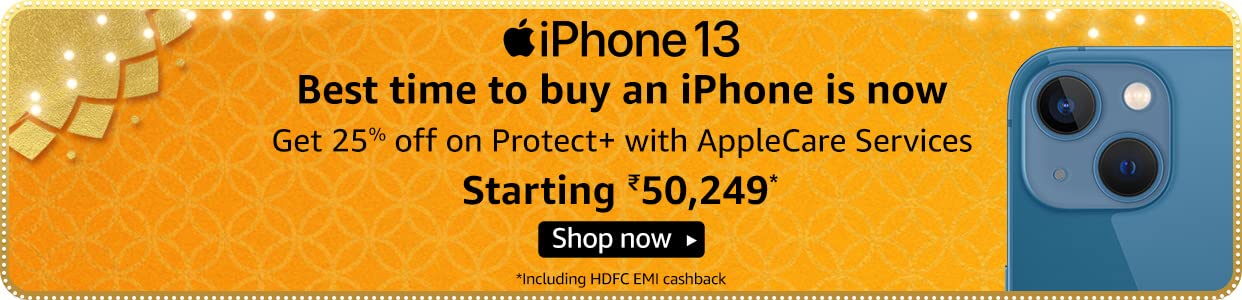 iPhone 13
Best time to buy an iPhone is now
Get 25% off on Protect+ with AppleCare Services
Starting ₹50,249*
Shop now
*Including HDFC EMI cashback